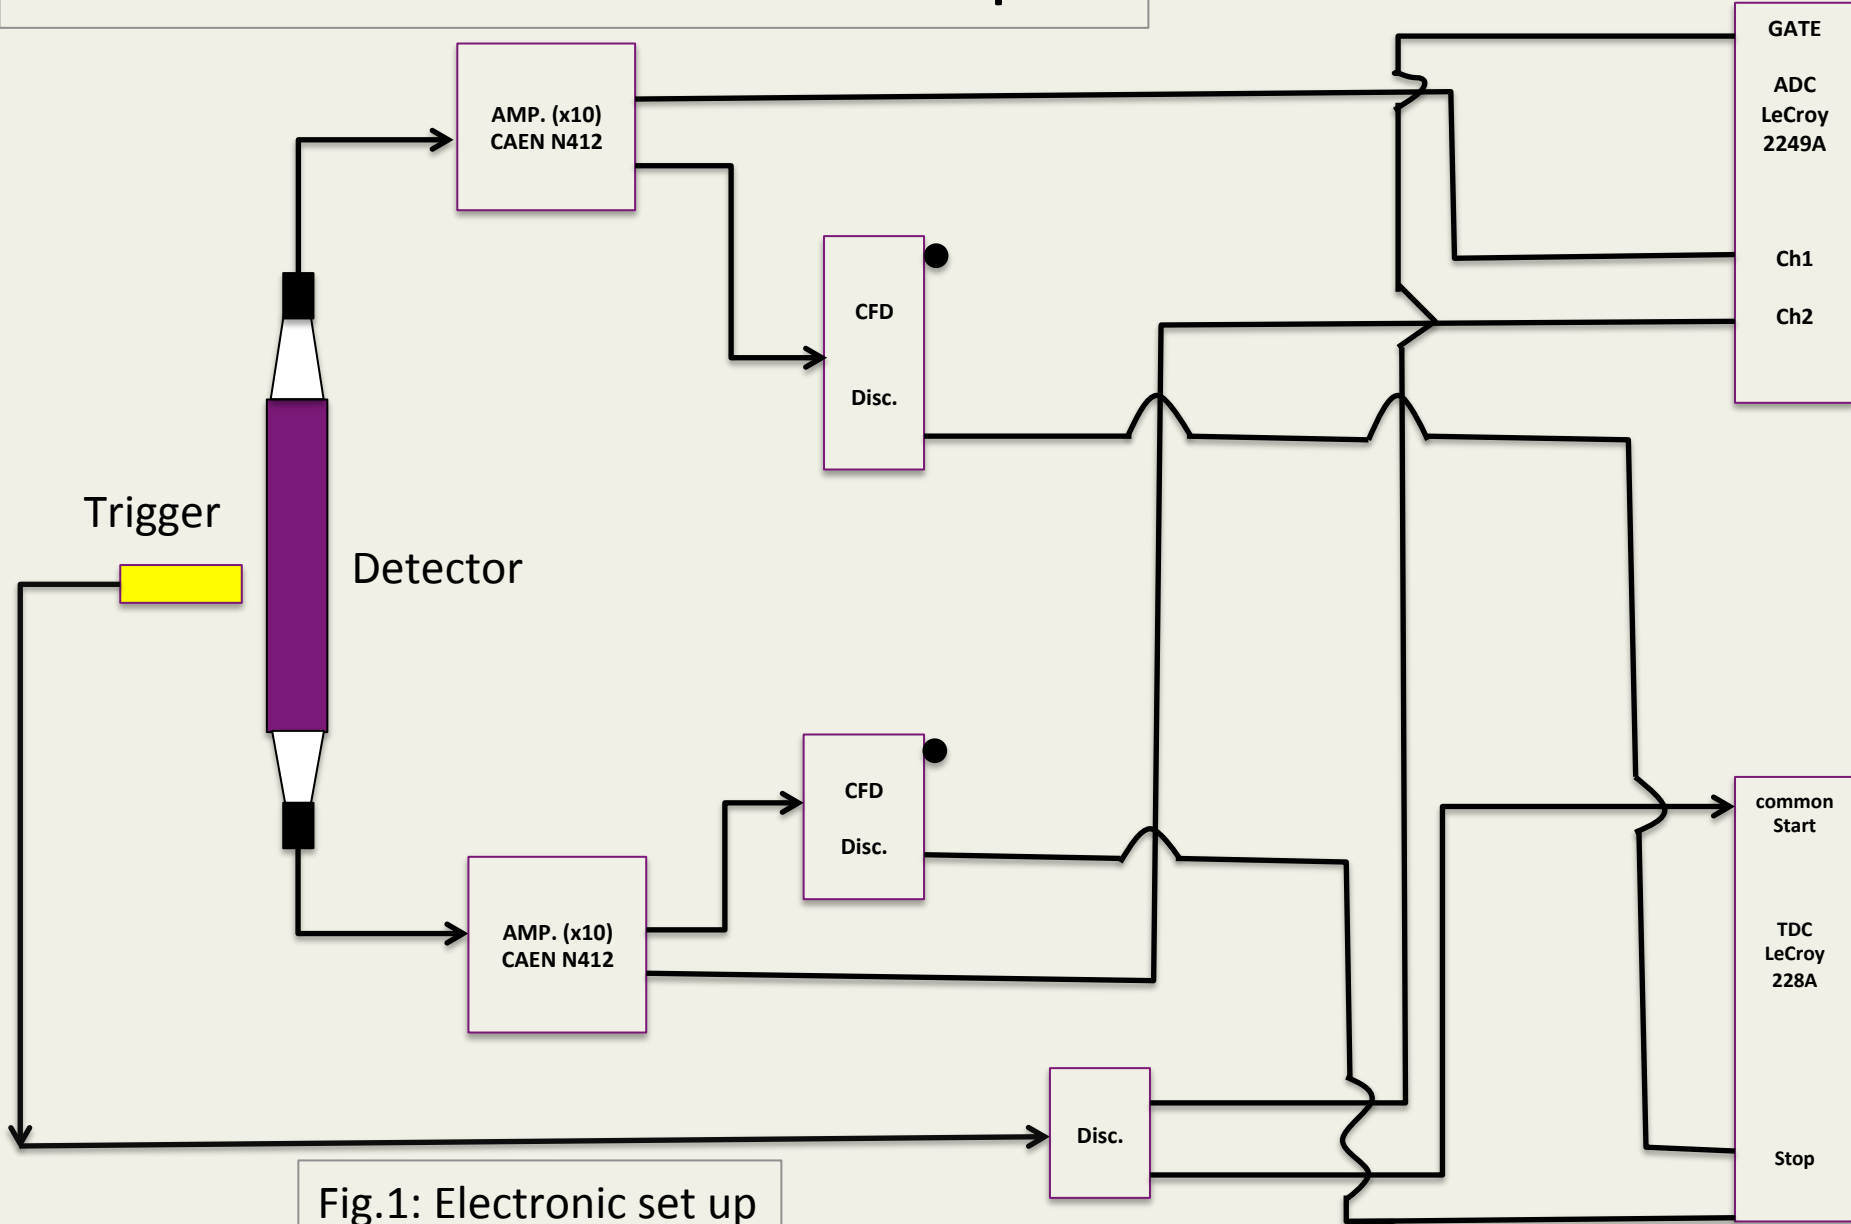 GATE
ADC
LeCroy
2249A
Ch1
Ch2
AMP. (x10)
CAEN N412
CFD
Disc.
Trigger
Detector
CFD
Disc.
AMP. (x10)
CAEN N412
common
Start
TDC
LeCroy
228A
Stop
Disc.
Fig.1: Electronic set up